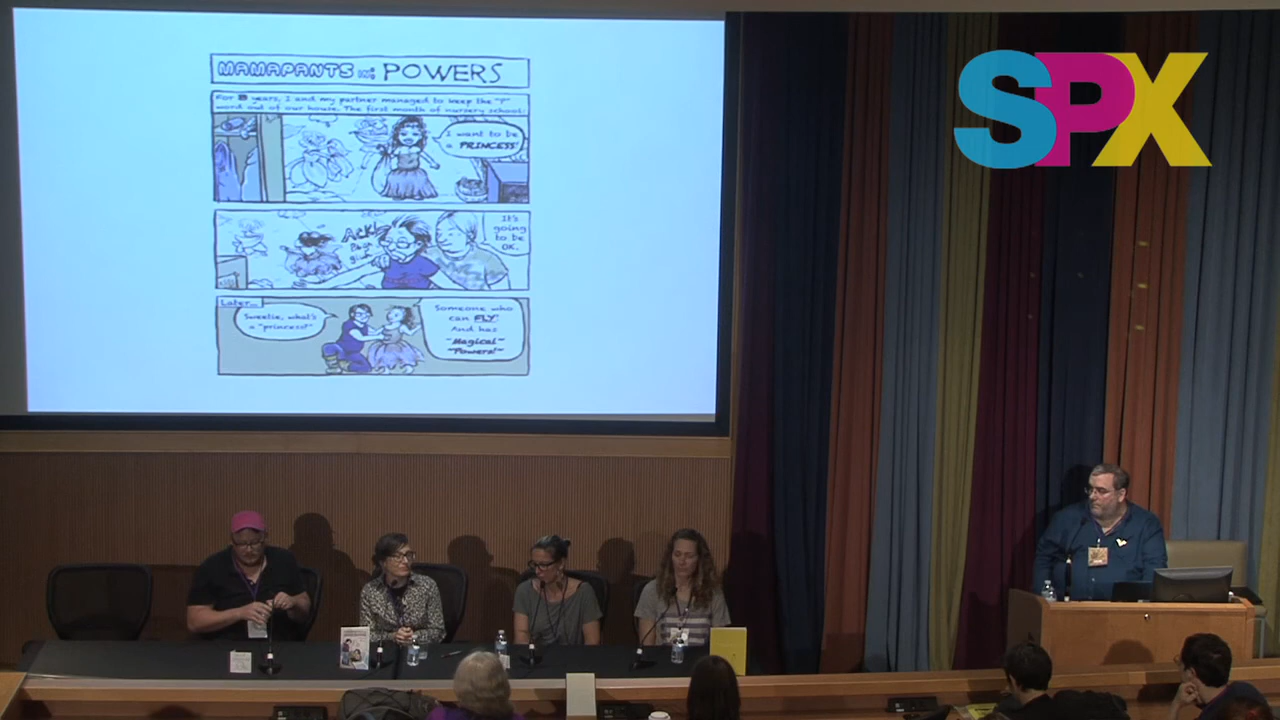 SPX
MAMAPANTS IN: POWERS
years, I and my partner managed to keep the "P"
word out of our house. The first month of nursery school:
I want to be
a PRINCESS!
ACK!
It's
going
to be
OK.
Later...
Sweetie, what's
a "princess?"
Someone who
can FLY!
And has
~Magical~
~Powers!~